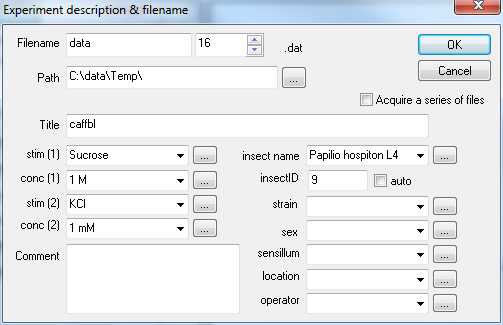 Experiment description & filename
Filename data 16 .dat OK
Path C:\data\Temp\ ... Cancel
Acquire a series of files
Title caffbl
stim (1) Sucrose ... insect name Papilio hospiton L4 ...
conc (1) 1 M ... insectID 9 auto
stim (2) KCl ... strain ...
conc (2) 1 mM ... sex ...
Comment sensillum ...
location ...
operator ...